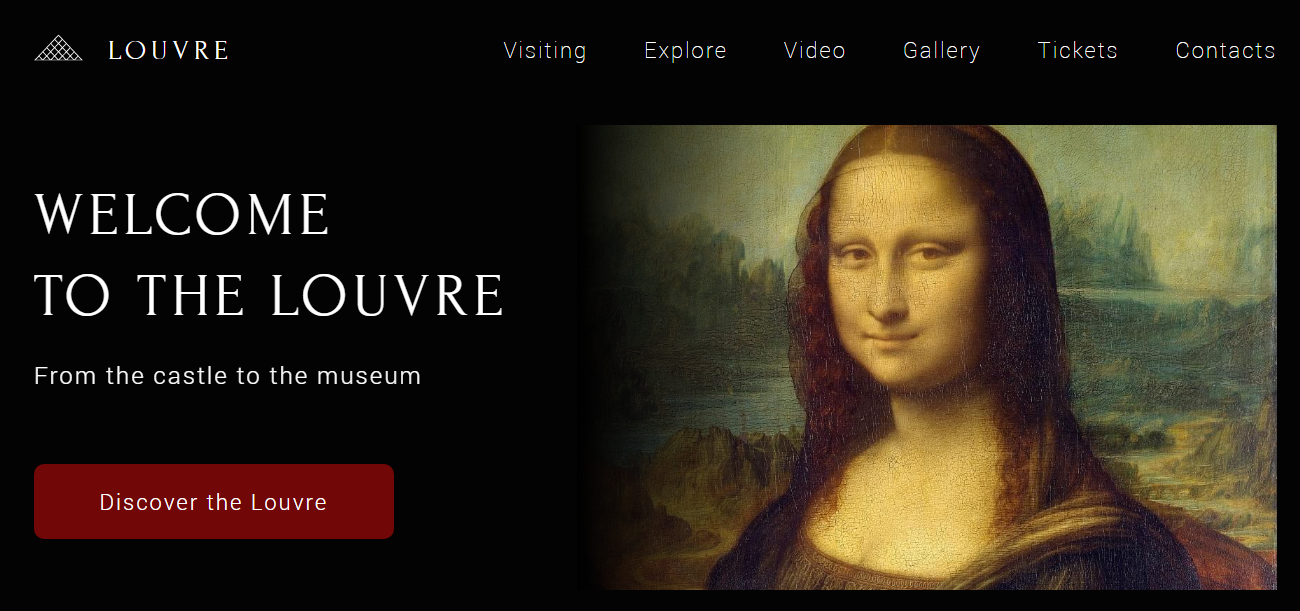 LOUVRE
Visiting Explore Video Gallery Tickets Contacts
WELCOME
TO THE LOUVRE
From the castle to the museum
Discover the Louvre